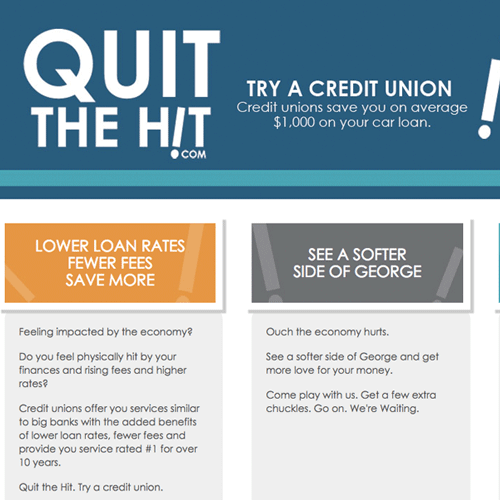 QUIT
THE H!T
.COM
TRY A CREDIT UNION
Credit unions save you on average
$1,000 on your car loan.
LOWER LOAN RATES
FEWER FEES
SAVE MORE
Feeling impacted by the economy?
Do you feel physically hit by your
finances and rising fees and higher
rates?
Credit unions offer you services similar
to big banks with the added benefits
of lower loan rates, fewer fees and
provide you service rated #1 for over
10 years.
Quit the Hit. Try a credit union.
SEE A SOFTER
SIDE OF GEORGE
Ouch the economy hurts.
See a softer side of George and get
more love for your money.
Come play with us. Get a few extra
chuckles. Go on. We're Waiting.